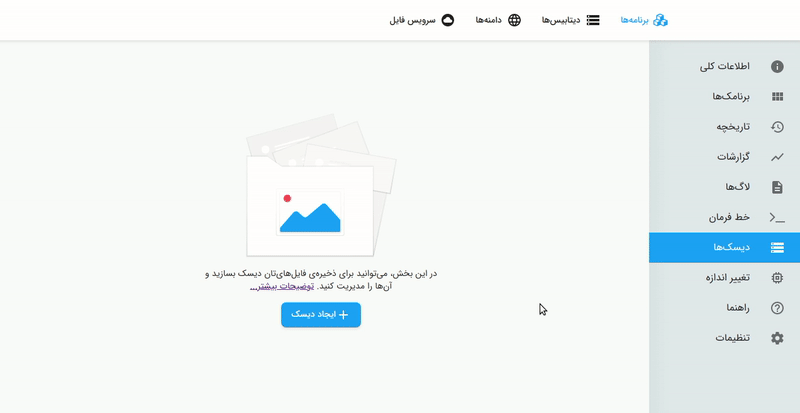 برنامه‌ها
دیتابیس‌ها
دامنه‌ها
سرویس فایل
اطلاعات کلی
برنامک‌ها
تاریخچه
گزارشات
لاگ‌ها
خط فرمان
دیسک‌ها
تغییر اندازه
راهنما
تنظیمات
در این بخش، می‌توانید برای ذخیره‌ی فایل‌های‌تان دیسک بسازید و
آن‌ها را مدیریت کنید. توضیحات بیشتر...
ایجاد دیسک